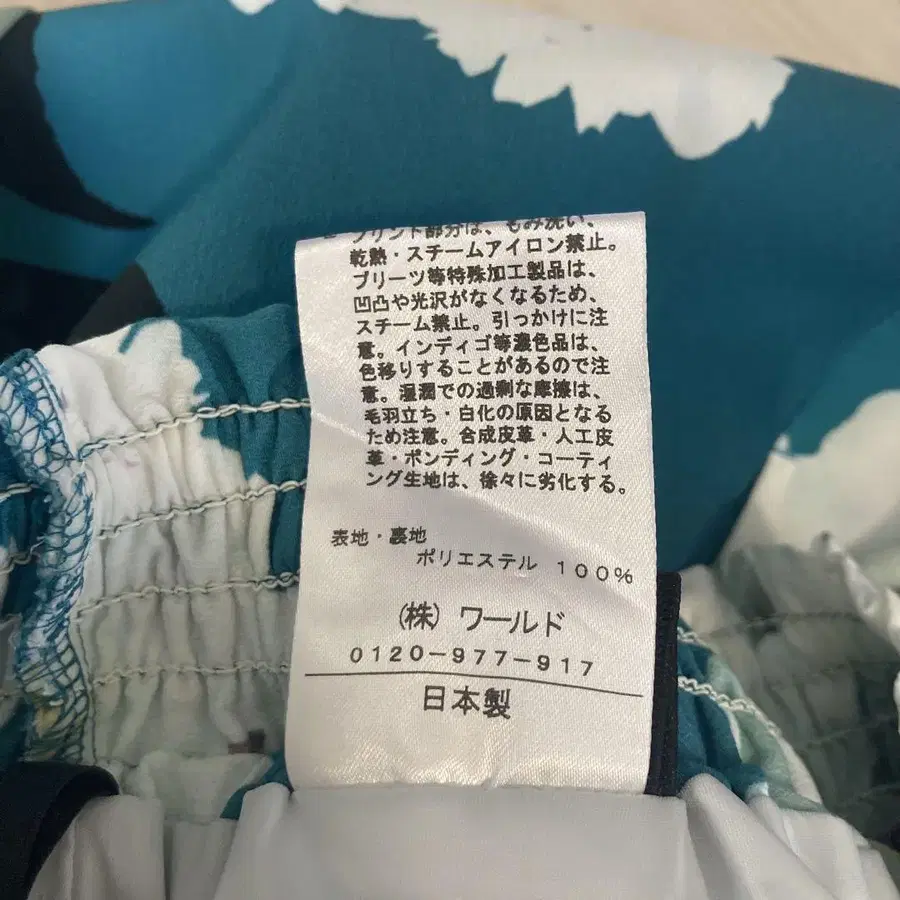 プリント部分は、もみ洗い、
乾熱・スチームアイロン禁止。
プリーツ等特殊加工製品は、
凹凸や光沢がなくなるため、
スチーム禁止。引っかけに注
意。インディゴ等濃色品は、
色移りすることがあるので注
意。湿潤での過剰な摩擦は、
毛羽立ち・白化の原因となる
ため注意。合成皮革・人工皮
革・ボンディング・コーティ
ング生地は、徐々に劣化する。
表地・裏地
ポリエステル 100%
(株) ワールド
0120-977-917
日本製